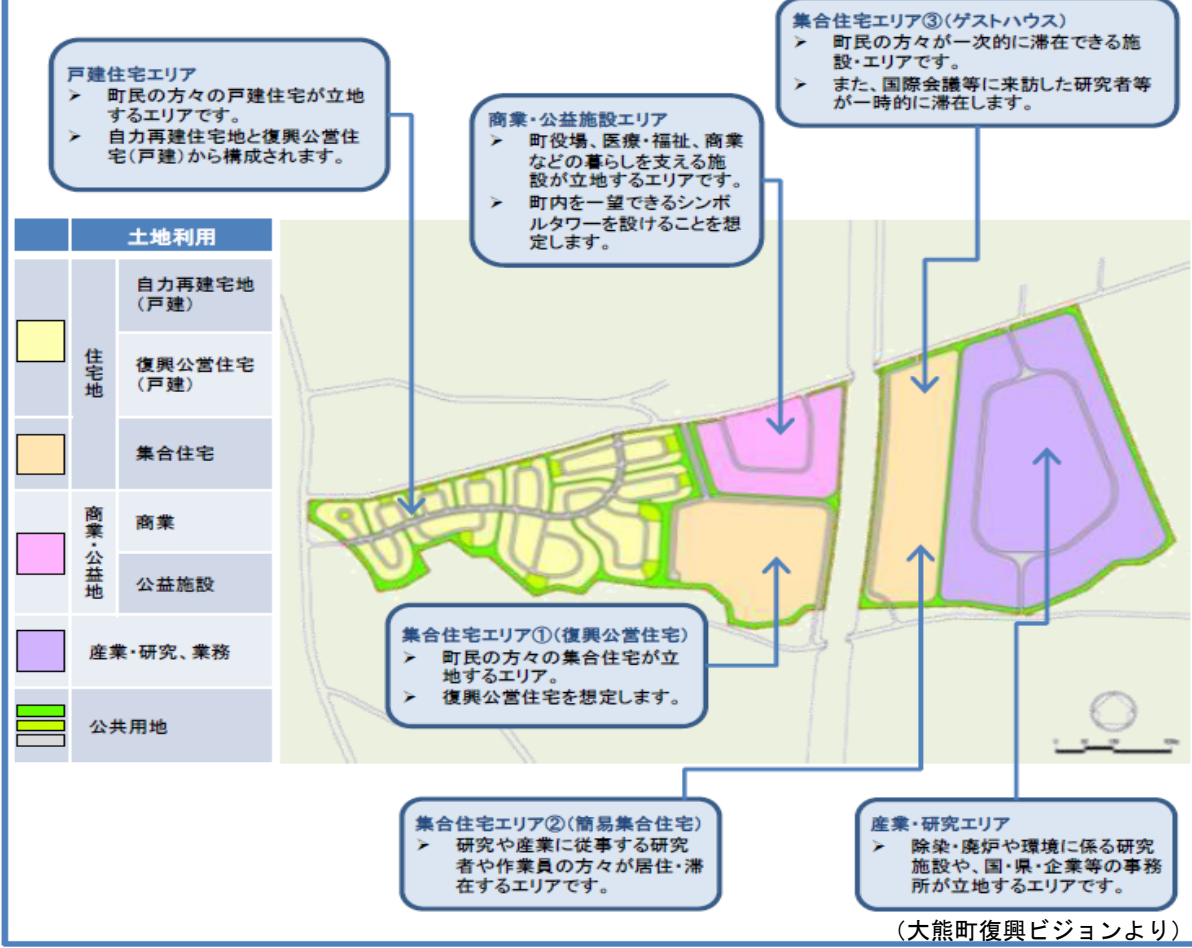 集合住宅エリア③(ゲストハウス)
➢ 町民の方々が一次的に滞在できる施
設・エリアです。
➢ また、国際会議等に来訪した研究者等
が一時的に滞在します。
戸建住宅エリア
➢ 町民の方々の戸建住宅が立地
するエリアです。
➢ 自力再建住宅地と復興公営住
宅(戸建)から構成されます。
商業・公益施設エリア
➢ 町役場、医療・福祉、商業
などの暮らしを支える施
設が立地するエリアです。
➢ 町内を一望できるシンボ
ルタワーを設けることを想
定します。
土地利用
住宅地
自力再建宅地
(戸建)
復興公営住宅
(戸建)
集合住宅
商業・公益地
商業
公益施設
産業・研究、業務
公共用地
集合住宅エリア①(復興公営住宅)
➢ 町民の方々の集合住宅が立
地するエリア。
➢ 復興公営住宅を想定します。
集合住宅エリア②(簡易集合住宅)
➢ 研究や産業に従事する研究
者や作業員の方々が居住・滞
在するエリアです。
産業・研究エリア
➢ 除染・廃炉や環境に係る研究
施設や、国・県・企業等の事務
所が立地するエリアです。
(大熊町復興ビジョンより)